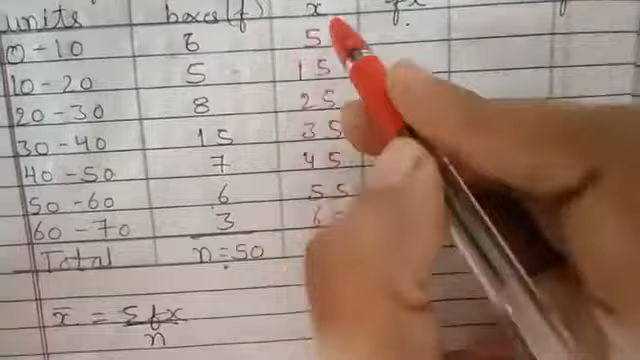 units boxes (f) x fx
0-10 6 5
10-20 5 15
20-30 8 25
30-40 15 35
40-50 7 45
50-60 6 55
60-70 3
Total n=50
x̄ = Σfx
n